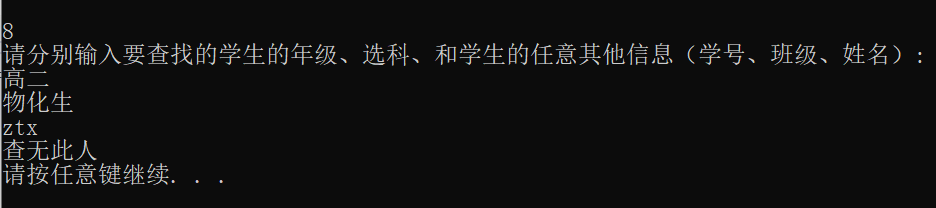 8
请分别输入要查找的学生的年级、选科、和学生的任意其他信息（学号、班级、姓名）:
高二
物化生
ztx
查无此人
请按任意键继续. . .